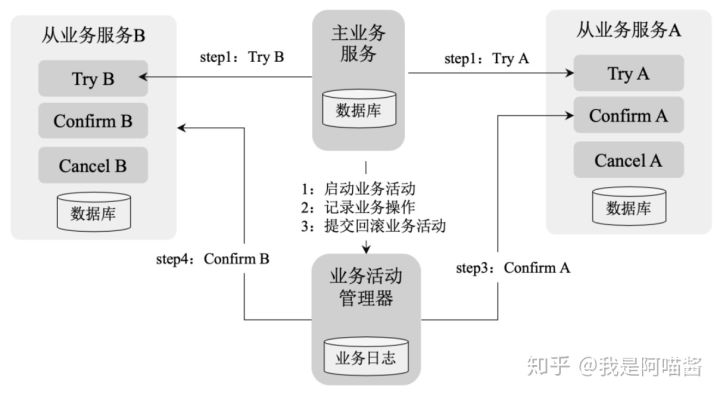 从业务服务B
Try B
Confirm B
Cancel B
数据库
step1：Try B
主业务
服务
数据库
step1：Try A
从业务服务A
Try A
Confirm A
Cancel A
数据库
1：启动业务活动
2：记录业务操作
3：提交回滚业务活动
step4：Confirm B
业务活动
管理器
业务日志
step3：Confirm A
知乎 @我是阿喵酱